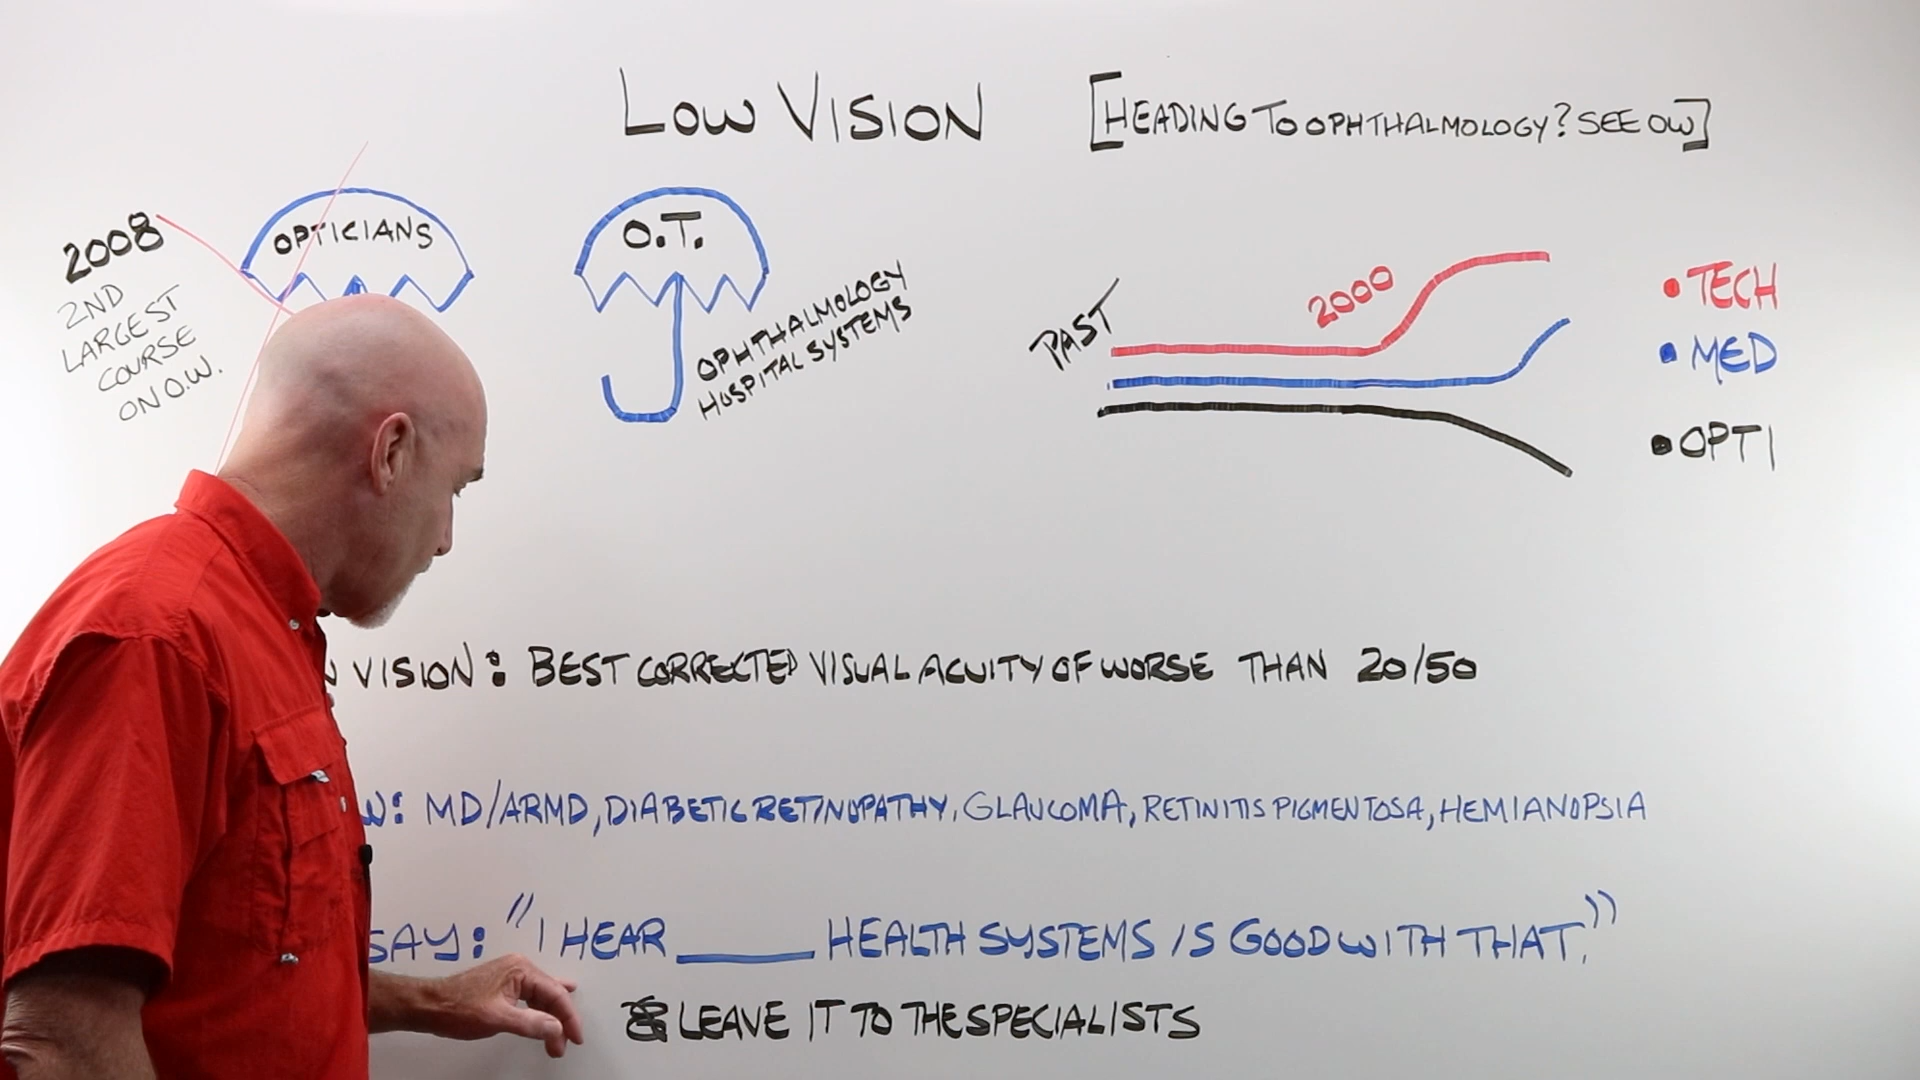 LOW VISION
[HEADING TO OPHTHALMOLOGY? SEE OW]
2008
2ND
LARGEST
COURSE
ON O.W.
OPTICIANS
O.T.
OPHTHALMOLOGY
HOSPITAL SYSTEMS
PAST
2000
• TECH
• MED
• OPTI
VISION: BEST CORRECTED VISUAL ACUITY OF WORSE THAN 20/50
W: MD/ARMD, DIABETIC RETINOPATHY, GLAUCOMA, RETINITIS PIGMENTOSA, HEMIANOPSIA
SAY: "I HEAR ______ HEALTH SYSTEMS IS GOOD WITH THAT."
LEAVE IT TO THE SPECIALISTS